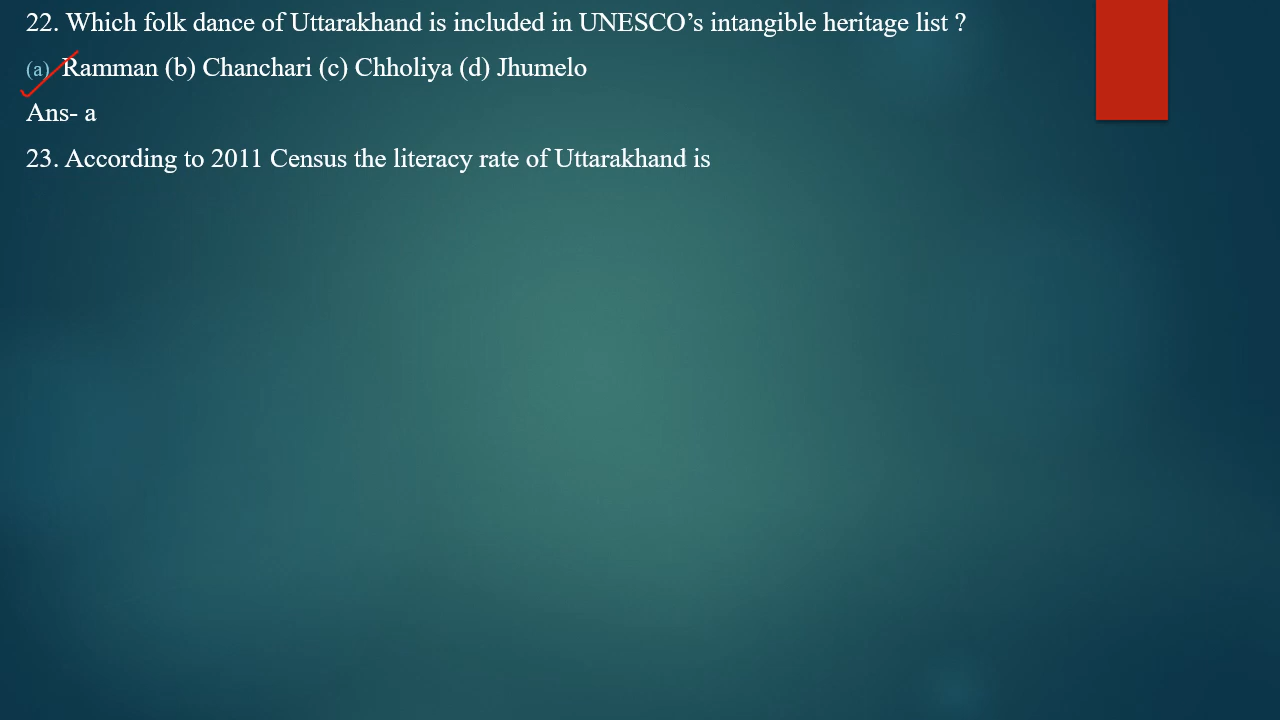 22. Which folk dance of Uttarakhand is included in UNESCO’s intangible heritage list ?
(a) Ramman (b) Chanchari (c) Chholiya (d) Jhumelo
Ans- a
23. According to 2011 Census the literacy rate of Uttarakhand is